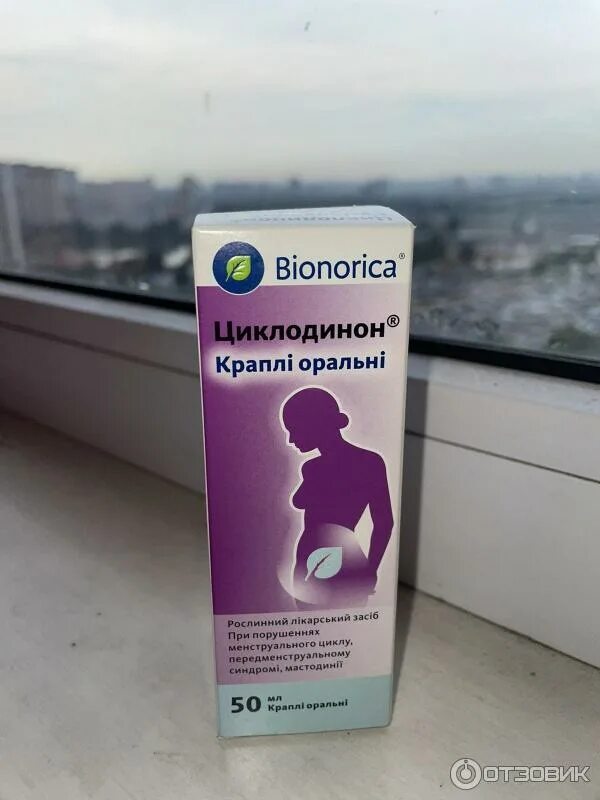 Циклодинон
Bionorica®
Циклодинон®
Краплі оральні
Рослинний лікарський засіб
При порушеннях
менструального циклу,
передменструальному
синдромі, мастодинії
50 мл
Краплі оральні
ОТЗОВИК